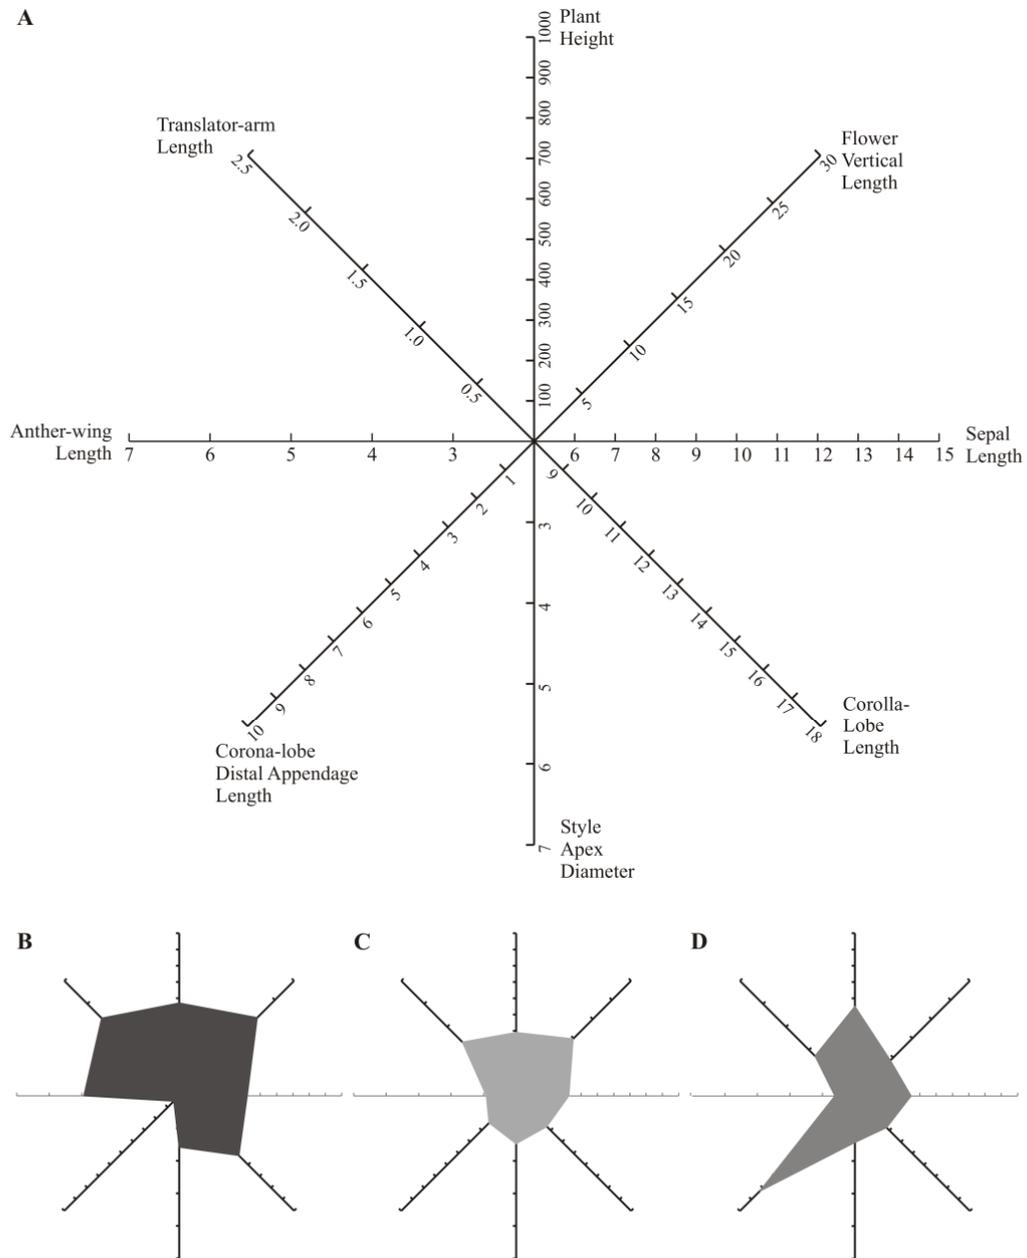 A
Plant
Height
1000
900
800
700
600
500
400
300
200
100
Translator-arm
Length
2.5
2.0
1.5
1.0
0.5
Flower
Vertical
Length
30
25
20
15
10
5
Anther-wing
Length
7 6 5 4 3
6 7 8 9 10 11 12 13 14 15
Sepal
Length
1
2
3
4
5
6
7
8
9
10
Corona-lobe
Distal Appendage
Length
3
4
5
6
7
Style
Apex
Diameter
9
10
11
12
13
14
15
16
17
18
Corolla-
Lobe
Length
B
C
D